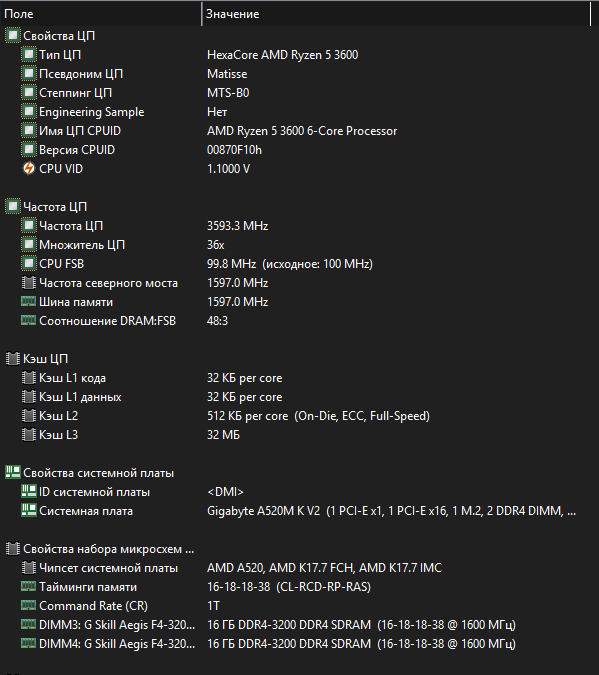 Поле Значение
Свойства ЦП
Тип ЦП HexaCore AMD Ryzen 5 3600
Псевдоним ЦП Matisse
Степпинг ЦП MTS-B0
Engineering Sample Нет
Имя ЦП CPUID AMD Ryzen 5 3600 6-Core Processor
Версия CPUID 00870F10h
CPU VID 1.1000 V
Частота ЦП
Частота ЦП 3593.3 MHz
Множитель ЦП 36x
CPU FSB 99.8 MHz (исходное: 100 MHz)
Частота северного моста 1597.0 MHz
Шина памяти 1597.0 MHz
Соотношение DRAM:FSB 48:3
Кэш ЦП
Кэш L1 кода 32 КБ per core
Кэш L1 данных 32 КБ per core
Кэш L2 512 КБ per core (On-Die, ECC, Full-Speed)
Кэш L3 32 МБ
Свойства системной платы
ID системной платы <DMI>
Системная плата Gigabyte A520M K V2 (1 PCI-E x1, 1 PCI-E x16, 1 M.2, 2 DDR4 DIMM, ...
Свойства набора микросхем ...
Чипсет системной платы AMD A520, AMD K17.7 FCH, AMD K17.7 IMC
Тайминги памяти 16-18-18-38 (CL-RCD-RP-RAS)
Command Rate (CR) 1T
DIMM3: G Skill Aegis F4-320... 16 ГБ DDR4-3200 DDR4 SDRAM (16-18-18-38 @ 1600 МГц)
DIMM4: G Skill Aegis F4-320... 16 ГБ DDR4-3200 DDR4 SDRAM (16-18-18-38 @ 1600 МГц)